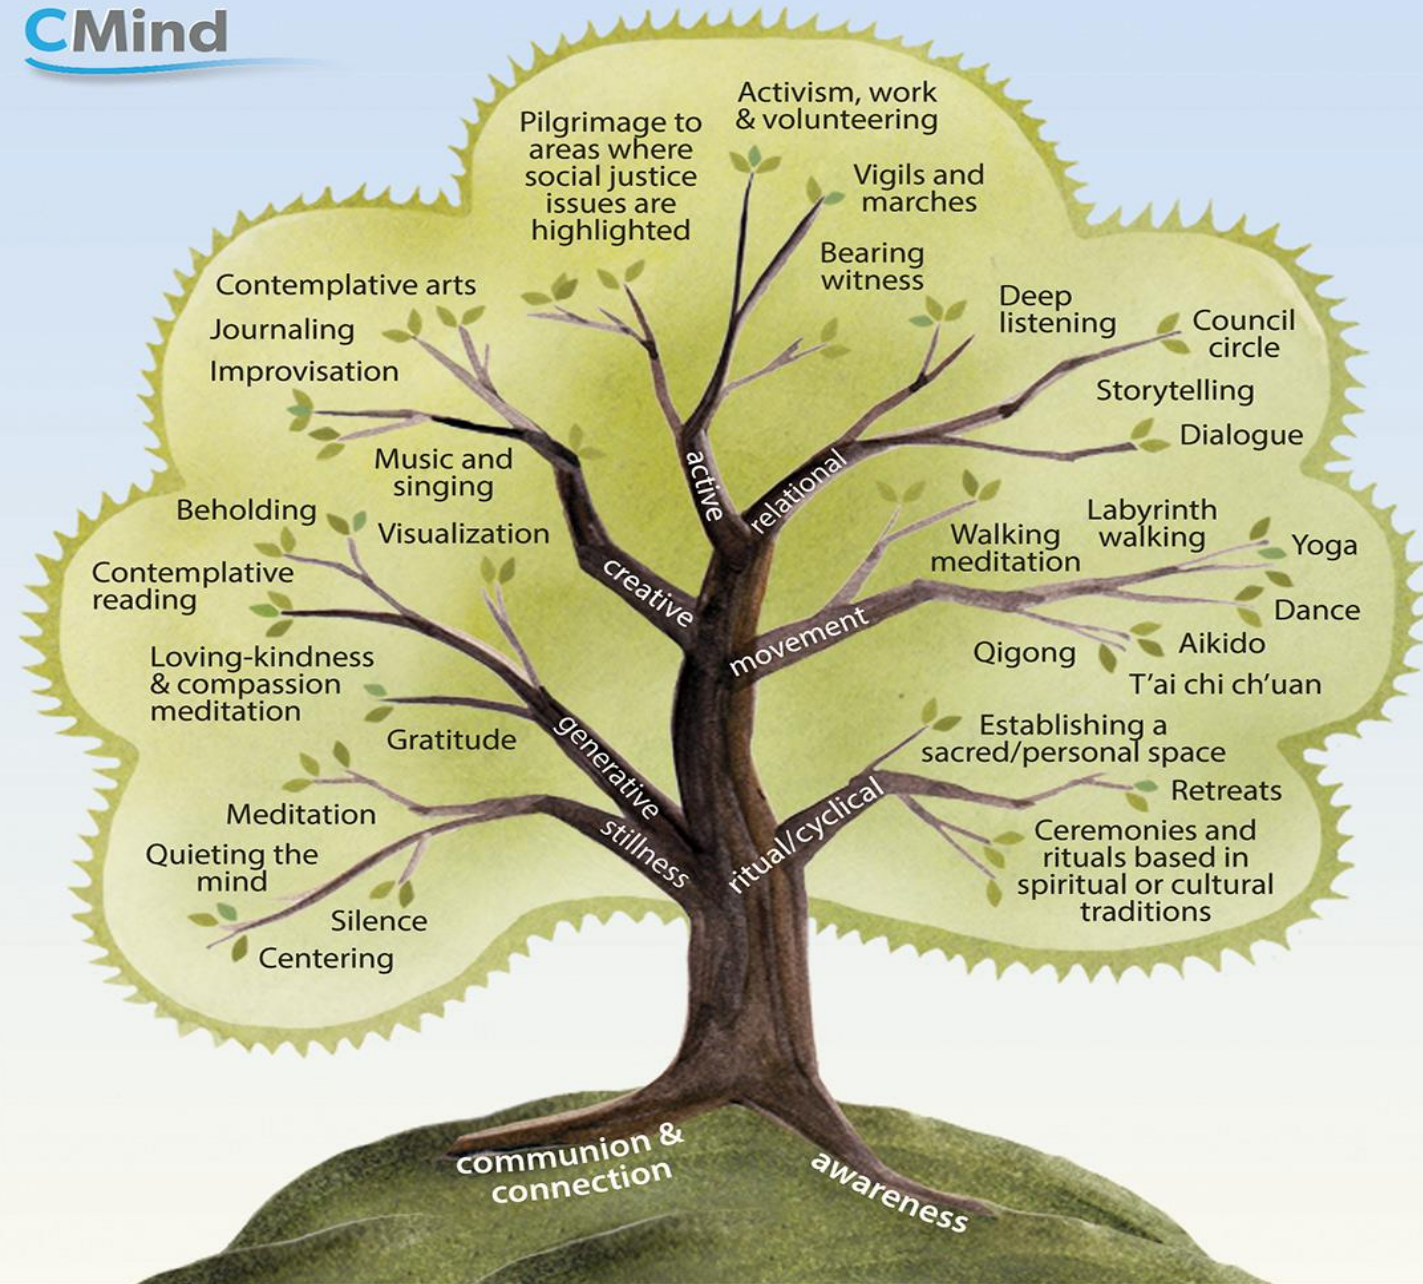 CMind
Activism, work
& volunteering
Pilgrimage to
areas where
social justice
issues are
highlighted
Vigils and
marches
Bearing
witness
Contemplative arts
Journaling
Improvisation
Music and
singing
Deep
listening
Council
circle
Storytelling
Dialogue
active
relational
Beholding
Visualization
Contemplative
reading
Loving-kindness
& compassion
meditation
Gratitude
creative
movement
Walking
meditation
Labyrinth
walking
Yoga
Dance
Aikido
Qigong
T'ai chi ch'uan
generative
stillness
Meditation
Quieting the
mind
Silence
Centering
ritual/cyclical
Establishing a
sacred/personal space
Retreats
Ceremonies and
rituals based in
spiritual or cultural
traditions
communion &
connection
awareness